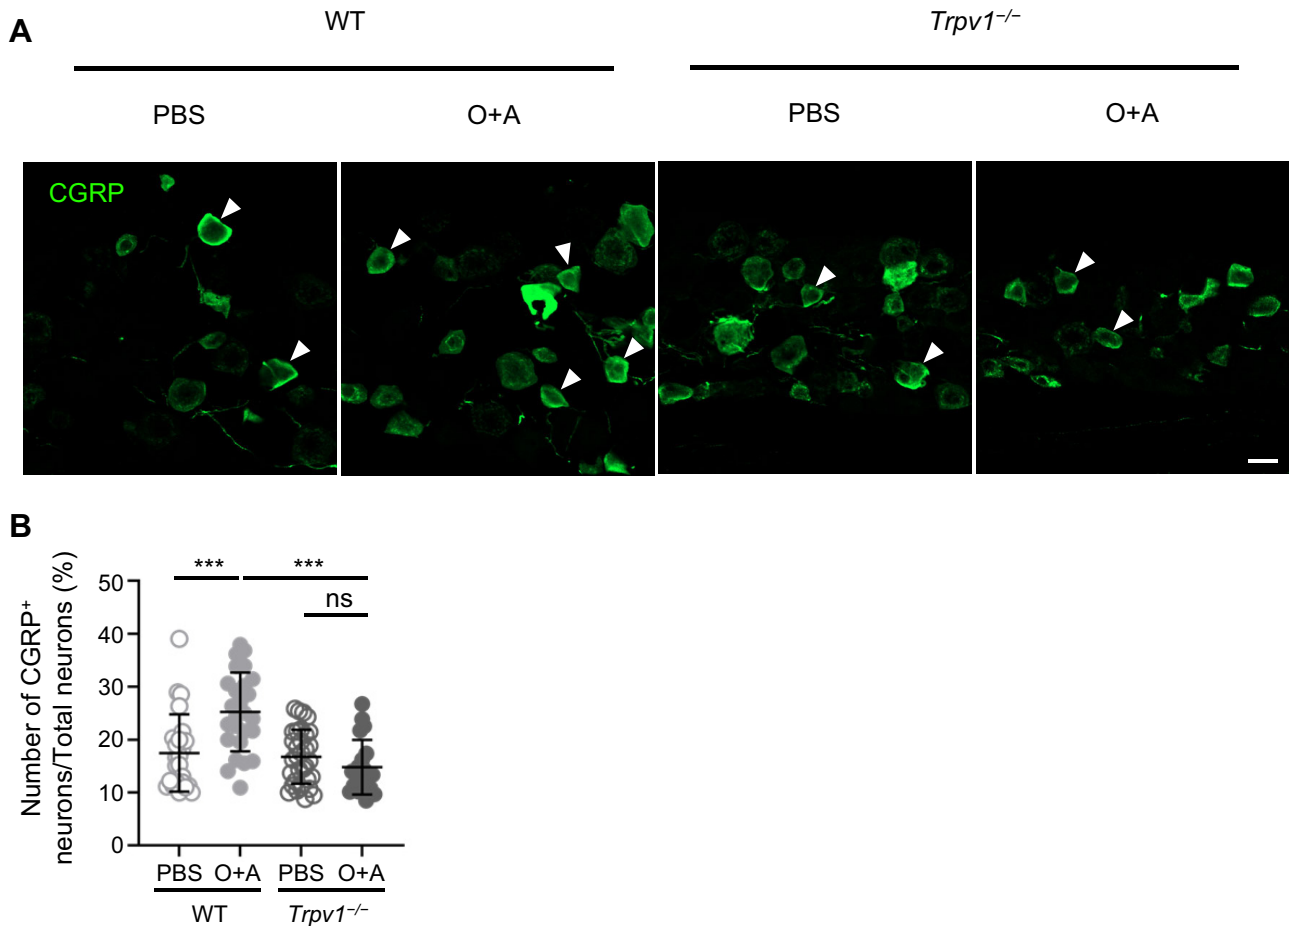 A
WT
Trpv1⁻/⁻
PBS
O+A
PBS
O+A
CGRP
B
Number of CGRP⁺
neurons/Total neurons (%)
50
40
30
20
10
0
***
***
ns
PBS
O+A
PBS
O+A
WT
Trpv1⁻/⁻